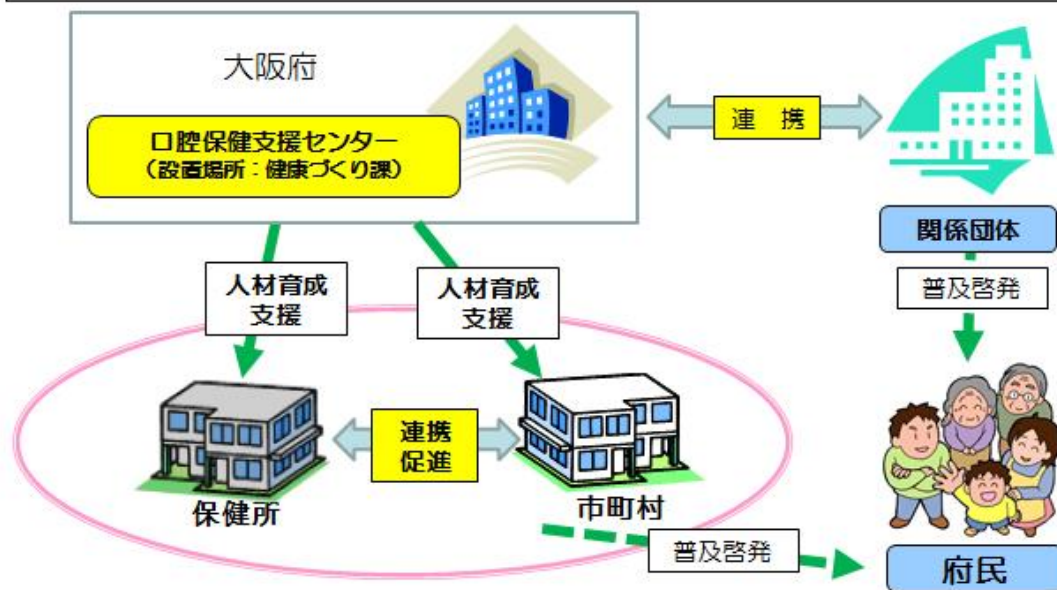 大阪府
口腔保健支援センター
（設置場所：健康づくり課）
連　携
関係団体
人材育成
支援
人材育成
支援
普及啓発
連携
促進
保健所
市町村
普及啓発
府民